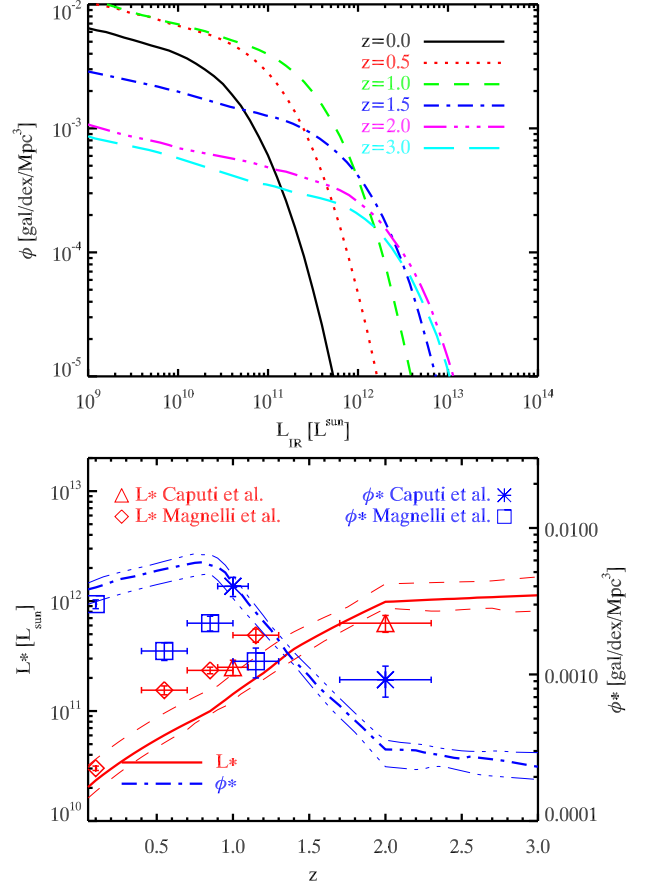 10^-2
10^-3
10^-4
10^-5
ϕ [gal/dex/Mpc^3]
z=0.0
z=0.5
z=1.0
z=1.5
z=2.0
z=3.0
10^9 10^10 10^11 10^12 10^13 10^14
L_IR [L^sun]
10^13
10^12
10^11
10^10
L* [L_sun]
L* Caputi et al.
L* Magnelli et al.
ϕ* Caputi et al.
ϕ* Magnelli et al.
L*
ϕ*
0.0100
0.0010
0.0001
ϕ* [gal/dex/Mpc^3]
0.5 1.0 1.5 2.0 2.5 3.0
z